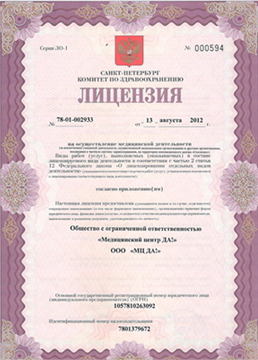 Серия ЛО-1
№ 000594
САНКТ-ПЕТЕРБУРГ
КОМИТЕТ ПО ЗДРАВООХРАНЕНИЮ
ЛИЦЕНЗИЯ
№ 78-01-002933 от « 13 » августа 2012 г.
на осуществление медицинской деятельности
Виды работ (услуг), выполняемых (оказываемых) в составе
лицензируемого вида деятельности в соответствии с частью 2 статьи
12 Федерального закона «О лицензировании отдельных видов
деятельности»
согласно приложению(ям)
Настоящая лицензия предоставлена
Общество с ограниченной ответственностью
«Медицинский центр ДА!»
ООО «МЦ ДА!»
Основной государственный регистрационный номер юридического лица
(индивидуального предпринимателя) (ОГРН)
1057810263092
Идентификационный номер налогоплательщика
7801379672